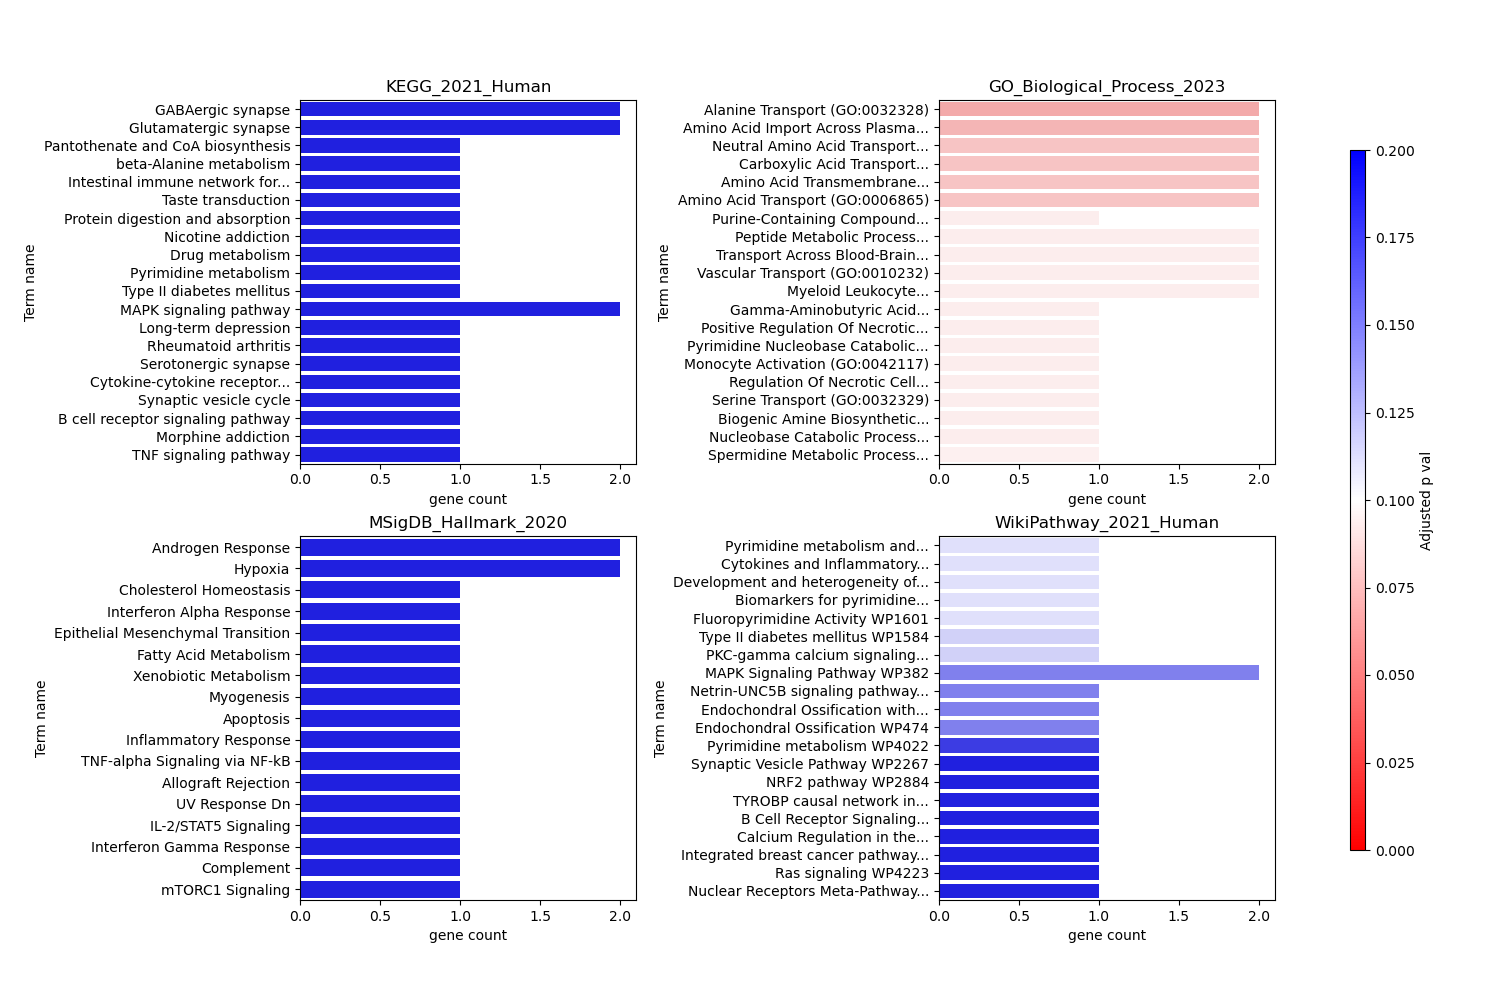 KEGG_2021_Human
GABAergic synapse
Glutamatergic synapse
Pantothenate and CoA biosynthesis
beta-Alanine metabolism
Intestinal immune network for...
Taste transduction
Protein digestion and absorption
Nicotine addiction
Drug metabolism
Pyrimidine metabolism
Type II diabetes mellitus
MAPK signaling pathway
Long-term depression
Rheumatoid arthritis
Serotonergic synapse
Cytokine-cytokine receptor...
Synaptic vesicle cycle
B cell receptor signaling pathway
Morphine addiction
TNF signaling pathway
Term name
0.0 0.5 1.0 1.5 2.0
gene count
GO_Biological_Process_2023
Alanine Transport (GO:0032328)
Amino Acid Import Across Plasma...
Neutral Amino Acid Transport...
Carboxylic Acid Transport...
Amino Acid Transmembrane...
Amino Acid Transport (GO:0006865)
Purine-Containing Compound...
Peptide Metabolic Process...
Transport Across Blood-Brain...
Vascular Transport (GO:0010232)
Myeloid Leukocyte...
Gamma-Aminobutyric Acid...
Positive Regulation Of Necrotic...
Pyrimidine Nucleobase Catabolic...
Monocyte Activation (GO:0042117)
Regulation Of Necrotic Cell...
Serine Transport (GO:0032329)
Biogenic Amine Biosynthetic...
Nucleobase Catabolic Process...
Spermidine Metabolic Process...
Term name
0.0 0.5 1.0 1.5 2.0
gene count
MSigDB_Hallmark_2020
Androgen Response
Hypoxia
Cholesterol Homeostasis
Interferon Alpha Response
Epithelial Mesenchymal Transition
Fatty Acid Metabolism
Xenobiotic Metabolism
Myogenesis
Apoptosis
Inflammatory Response
TNF-alpha Signaling via NF-kB
Allograft Rejection
UV Response Dn
IL-2/STAT5 Signaling
Interferon Gamma Response
Complement
mTORC1 Signaling
Term name
0.0 0.5 1.0 1.5 2.0
gene count
WikiPathway_2021_Human
Pyrimidine metabolism and...
Cytokines and Inflammatory...
Development and heterogeneity of...
Biomarkers for pyrimidine...
Fluoropyrimidine Activity WP1601
Type II diabetes mellitus WP1584
PKC-gamma calcium signaling...
MAPK Signaling Pathway WP382
Netrin-UNC5B signaling pathway...
Endochondral Ossification with...
Endochondral Ossification WP474
Pyrimidine metabolism WP4022
Synaptic Vesicle Pathway WP2267
NRF2 pathway WP2884
TYROBP causal network in...
B Cell Receptor Signaling...
Calcium Regulation in the...
Integrated breast cancer pathway...
Ras signaling WP4223
Nuclear Receptors Meta-Pathway...
Term name
0.0 0.5 1.0 1.5 2.0
gene count
0.200
0.175
0.150
0.125
0.100
0.075
0.050
0.025
0.000
Adjusted p val